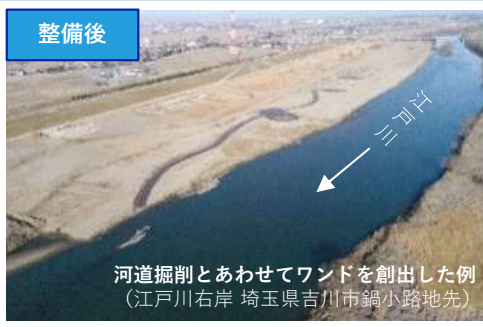 整備後
江戸川
河道掘削とあわせてワンドを創出した例
（江戸川右岸 埼玉県吉川市鍋小路地先）